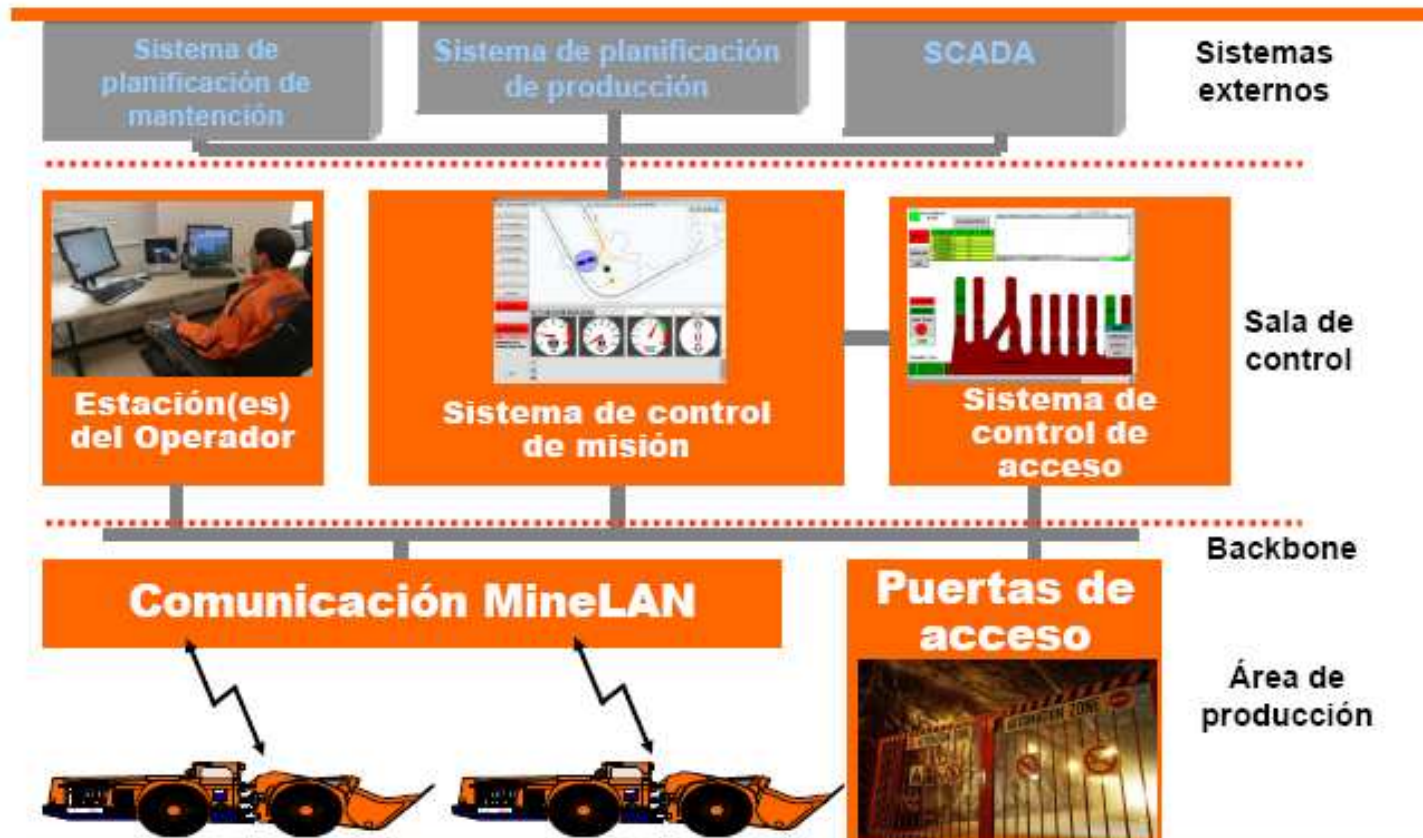 Sistema de
planificación de
mantención
Sistema de planificación
de producción
SCADA
Sistemas
externos
Estación(es)
del Operador
Sistema de control
de misión
Sistema de
control de
acceso
Sala de
control
Backbone
Comunicación MineLAN
Puertas de
acceso
Área de
producción